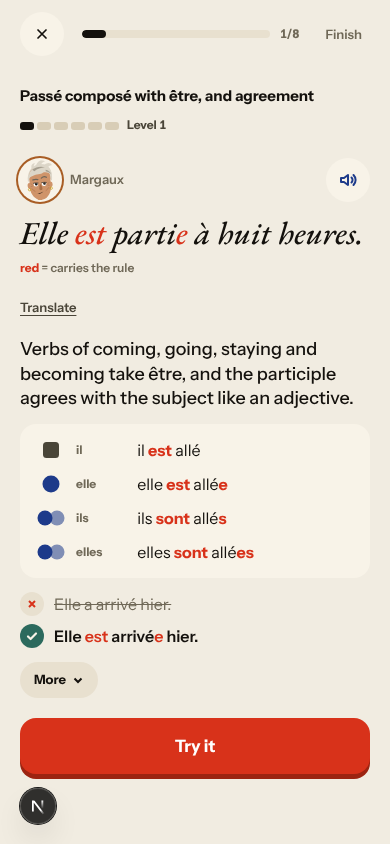 1/8
Finish
Passé composé with être, and agreement
Level 1
Margaux
Elle est partie à huit heures.
red = carries the rule
Translate
Verbs of coming, going, staying and
becoming take être, and the participle
agrees with the subject like an adjective.
il il est allé
elle elle est allée
ils ils sont allés
elles elles sont allées
Elle a arrivé hier.
Elle est arrivée hier.
More
Try it
N